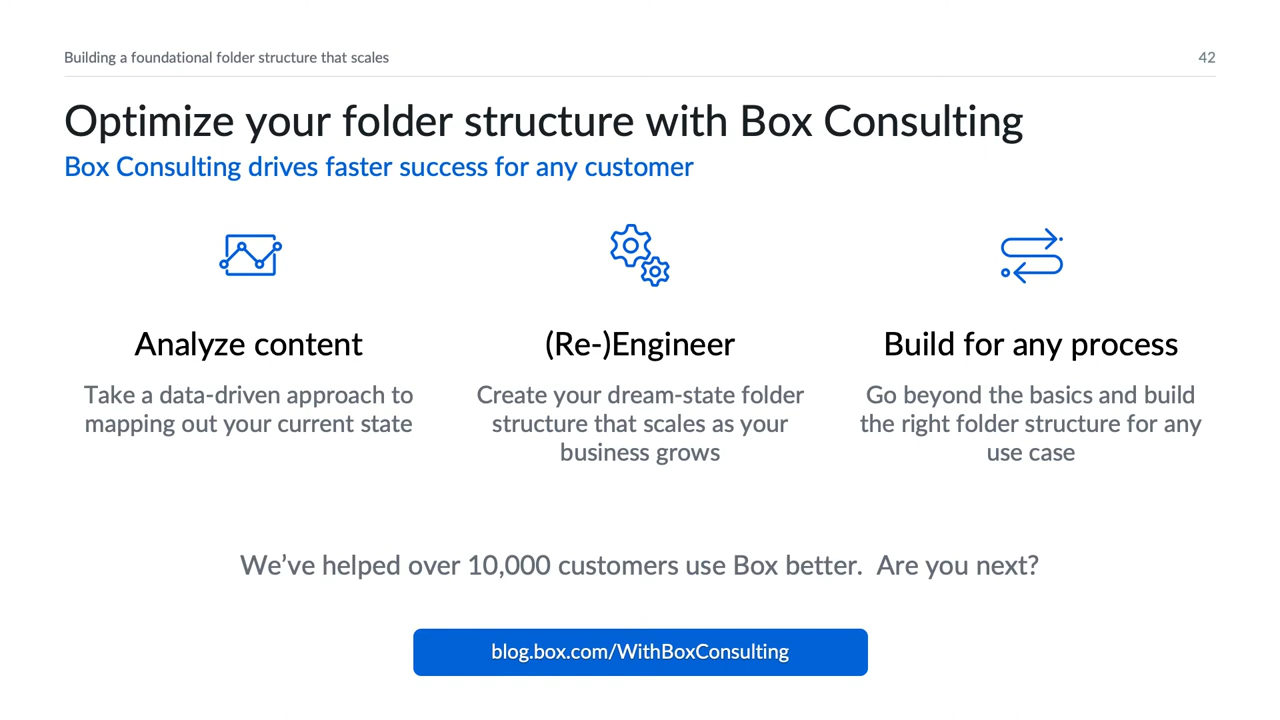 Building a foundational folder structure that scales
42
Optimize your folder structure with Box Consulting
Box Consulting drives faster success for any customer
Analyze content
Take a data-driven approach to
mapping out your current state
(Re-)Engineer
Create your dream-state folder
structure that scales as your
business grows
Build for any process
Go beyond the basics and build
the right folder structure for any
use case
We’ve helped over 10,000 customers use Box better.  Are you next?
blog.box.com/WithBoxConsulting